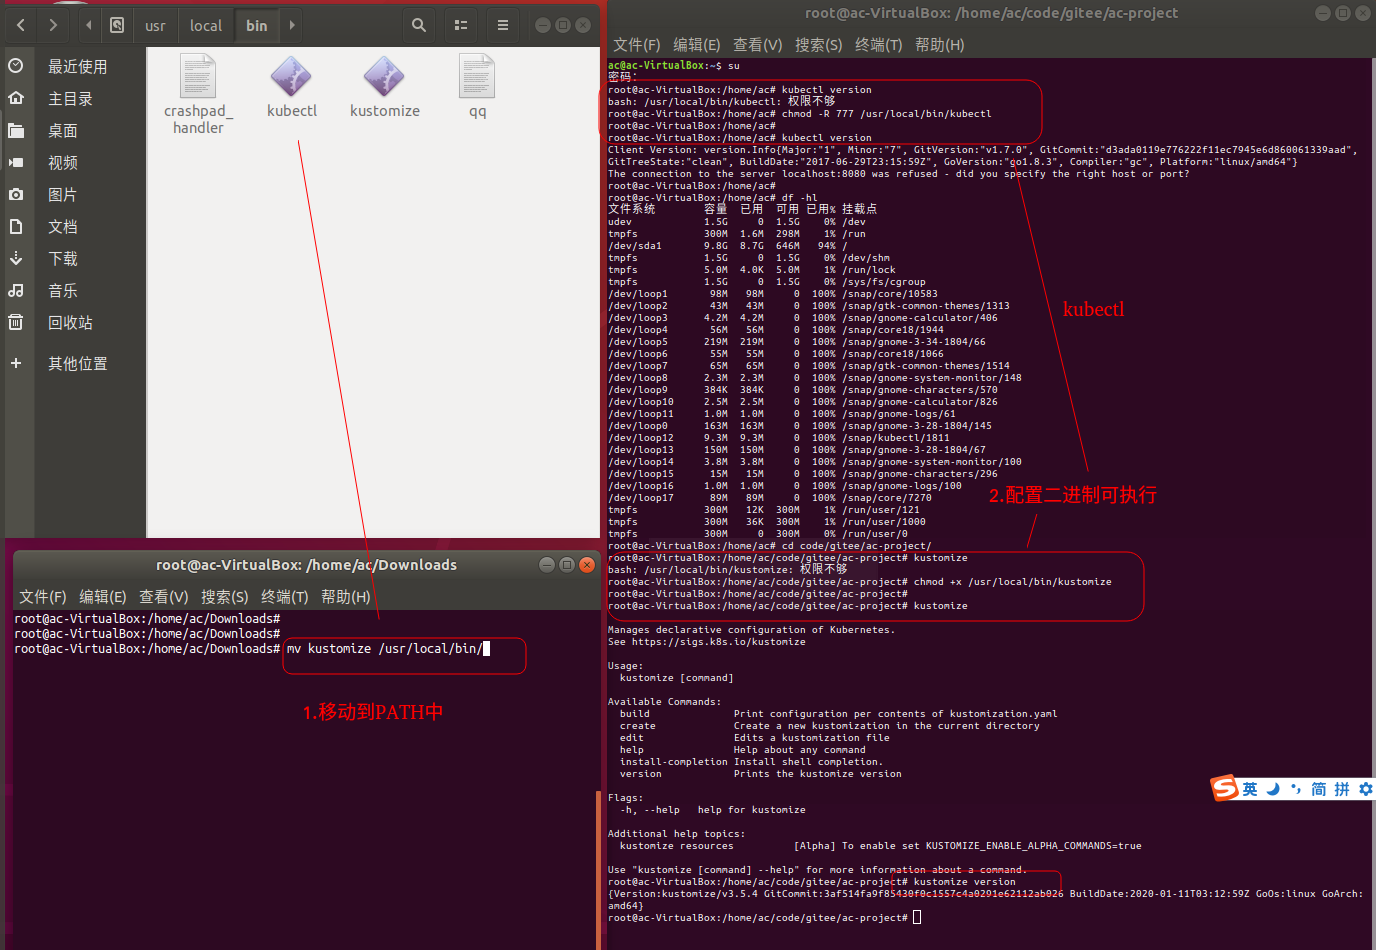 usr local bin
最近使用
主目录
桌面
视频
图片
文档
下载
音乐
回收站
其他位置
crashpad_
handler
kubectl
kustomize
qq
root@ac-VirtualBox: /home/ac/Downloads
文件(F) 编辑(E) 查看(V) 搜索(S) 终端(T) 帮助(H)
root@ac-VirtualBox:/home/ac/Downloads#
root@ac-VirtualBox:/home/ac/Downloads#
root@ac-VirtualBox:/home/ac/Downloads# mv kustomize /usr/local/bin/
1.移动到PATH中
root@ac-VirtualBox: /home/ac/code/gitee/ac-project
文件(F) 编辑(E) 查看(V) 搜索(S) 终端(T) 帮助(H)
ac@ac-VirtualBox:~$ su
密码：
root@ac-VirtualBox:/home/ac# kubectl version
bash: /usr/local/bin/kubectl: 权限不够
root@ac-VirtualBox:/home/ac# chmod -R 777 /usr/local/bin/kubectl
root@ac-VirtualBox:/home/ac#
root@ac-VirtualBox:/home/ac# kubectl version
Client Version: version.Info{Major:"1", Minor:"7", GitVersion:"v1.7.0", GitCommit:"d3ada0119e776222f11ec7945e6d860061339aad",
GitTreeState:"clean", BuildDate:"2017-06-29T23:15:59Z", GoVersion:"go1.8.3", Compiler:"gc", Platform:"linux/amd64"}
The connection to the server localhost:8080 was refused - did you specify the right host or port?
root@ac-VirtualBox:/home/ac#
root@ac-VirtualBox:/home/ac# df -hl
文件系统 容量 已用 可用 已用% 挂载点
udev 1.5G 0 1.5G 0% /dev
tmpfs 300M 1.6M 298M 1% /run
/dev/sda1 9.8G 8.7G 646M 94% /
tmpfs 1.5G 0 1.5G 0% /dev/shm
tmpfs 5.0M 4.0K 5.0M 1% /run/lock
tmpfs 1.5G 0 1.5G 0% /sys/fs/cgroup
/dev/loop1 98M 98M 0 100% /snap/core/10583
/dev/loop2 43M 43M 0 100% /snap/gtk-common-themes/1313
/dev/loop3 4.2M 4.2M 0 100% /snap/gnome-calculator/406
/dev/loop4 56M 56M 0 100% /snap/core18/1944
/dev/loop5 219M 219M 0 100% /snap/gnome-3-34-1804/66
/dev/loop6 55M 55M 0 100% /snap/core18/1066
/dev/loop7 65M 65M 0 100% /snap/gtk-common-themes/1514
/dev/loop8 2.3M 2.3M 0 100% /snap/gnome-system-monitor/148
/dev/loop9 384K 384K 0 100% /snap/gnome-characters/570
/dev/loop10 2.5M 2.5M 0 100% /snap/gnome-calculator/826
/dev/loop11 1.0M 1.0M 0 100% /snap/gnome-logs/61
/dev/loop0 163M 163M 0 100% /snap/gnome-3-28-1804/145
/dev/loop12 9.3M 9.3M 0 100% /snap/kubectl/1811
/dev/loop13 150M 150M 0 100% /snap/gnome-3-28-1804/67
/dev/loop14 3.8M 3.8M 0 100% /snap/gnome-system-monitor/100
/dev/loop15 15M 15M 0 100% /snap/gnome-characters/296
/dev/loop16 1.0M 1.0M 0 100% /snap/gnome-logs/100
/dev/loop17 89M 89M 0 100% /snap/core/7270
tmpfs 300M 12K 300M 1% /run/user/121
tmpfs 300M 36K 300M 1% /run/user/1000
tmpfs 300M 0 300M 0% /run/user/0
kubectl
2.配置二进制可执行
root@ac-VirtualBox:/home/ac# cd code/gitee/ac-project/
root@ac-VirtualBox:/home/ac/code/gitee/ac-project# kustomize
bash: /usr/local/bin/kustomize: 权限不够
root@ac-VirtualBox:/home/ac/code/gitee/ac-project# chmod +x /usr/local/bin/kustomize
root@ac-VirtualBox:/home/ac/code/gitee/ac-project#
root@ac-VirtualBox:/home/ac/code/gitee/ac-project# kustomize
Manages declarative configuration of Kubernetes.
See https://sigs.k8s.io/kustomize
Usage:
kustomize [command]
Available Commands:
build Print configuration per contents of kustomization.yaml
create Create a new kustomization in the current directory
edit Edits a kustomization file
help Help about any command
install-completion Install shell completion.
version Prints the kustomize version
Flags:
-h, --help help for kustomize
Additional help topics:
kustomize resources [Alpha] To enable set KUSTOMIZE_ENABLE_ALPHA_COMMANDS=true
Use "kustomize [command] --help" for more information about a command.
root@ac-VirtualBox:/home/ac/code/gitee/ac-project# kustomize version
{Version:kustomize/v3.5.4 GitCommit:3af514fa9f85430f0c1557c4a0291e62112ab026 BuildDate:2020-01-11T03:12:59Z GoOs:linux GoArch:
amd64}
root@ac-VirtualBox:/home/ac/code/gitee/ac-project#
英 简 拼